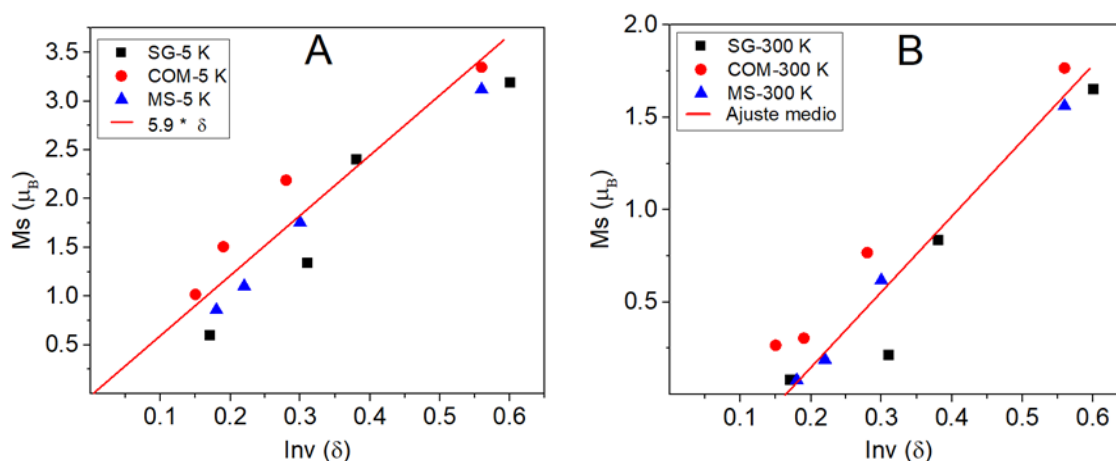 A
SG-5 K
COM-5 K
MS-5 K
5.9 * δ
3.5
3.0
2.5
2.0
1.5
1.0
0.5
Ms (μB)
0.1 0.2 0.3 0.4 0.5 0.6
Inv (δ)
B
SG-300 K
COM-300 K
MS-300 K
Ajuste medio
2.0
1.5
1.0
0.5
Ms (μB)
0.1 0.2 0.3 0.4 0.5 0.6
Inv (δ)